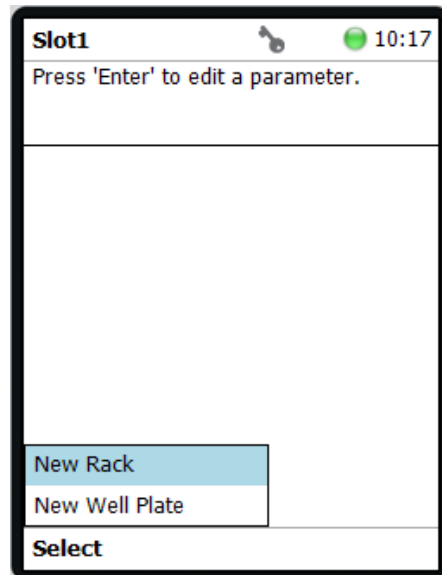 Slot1 10:17
Press 'Enter' to edit a parameter.
New Rack
New Well Plate
Select